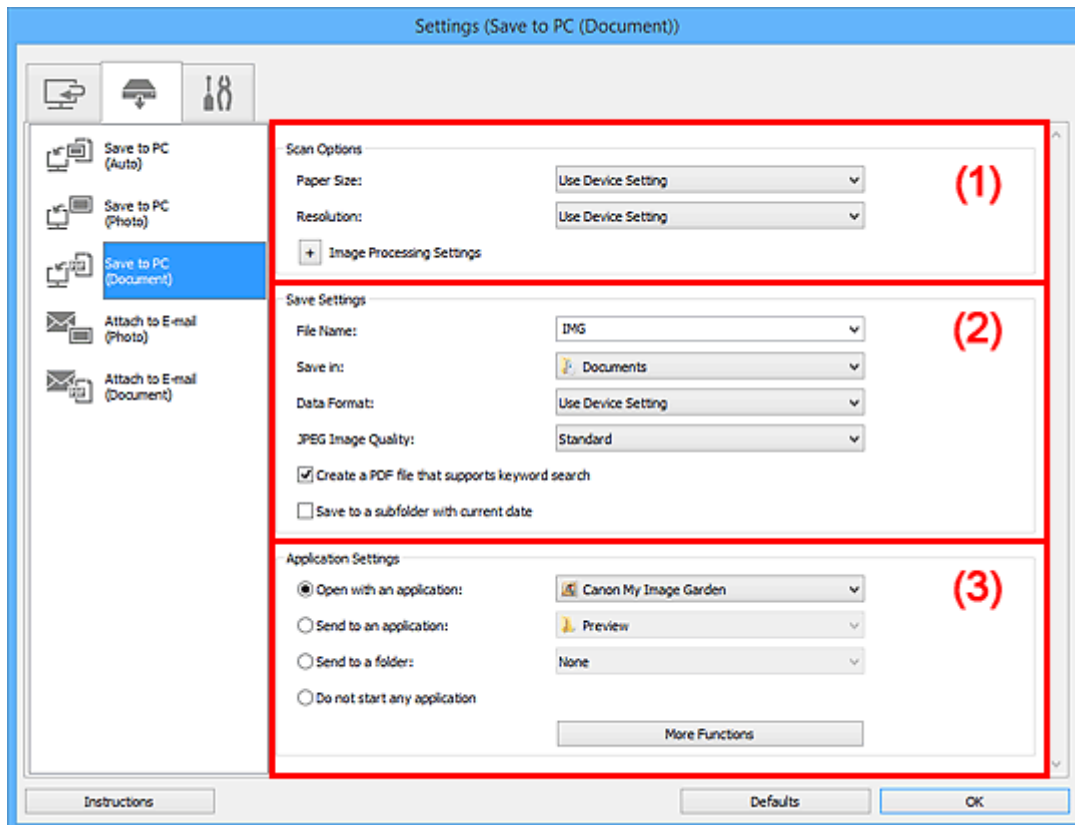 Settings (Save to PC (Document))
Save to PC
(Auto)
Save to PC
(Photo)
Save to PC
(Document)
Attach to E-mail
(Photo)
Attach to E-mail
(Document)
Scan Options
(1)
Paper Size: Use Device Setting
Resolution: Use Device Setting
+ Image Processing Settings
Save Settings
(2)
File Name: IMG
Save in: Documents
Data Format: Use Device Setting
JPEG Image Quality: Standard
Create a PDF file that supports keyword search
Save to a subfolder with current date
Application Settings
(3)
Open with an application: Canon My Image Garden
Send to an application: Preview
Send to a folder: None
Do not start any application
More Functions
Instructions Defaults OK